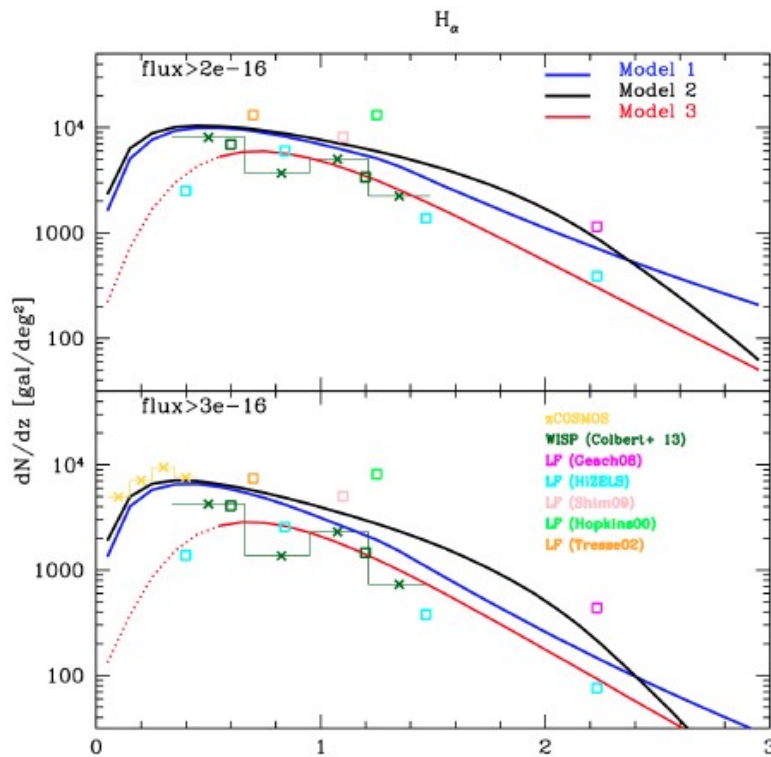 Hα
flux>2e-16
Model 1
Model 2
Model 3
10⁴
1000
100
dN/dz [gal/deg²]
flux>3e-16
zCOSMOS
WISP (Colbert+ 13)
LF (Geach08)
LF (HiZELS)
LF (Shim09)
LF (Hopkins00)
LF (Tresse02)
10⁴
1000
100
0
1
2
3